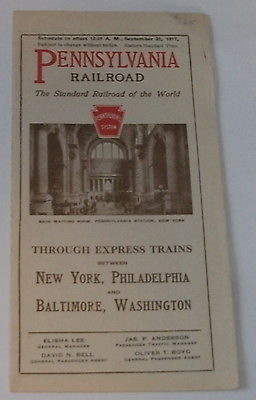 Schedule in effect 12.01 A. M., September 30, 1917.
Subject to change without notice. Eastern Standard Time.
PENNSYLVANIA
RAILROAD
The Standard Railroad of the World
PENNSYLVANIA
SYSTEM
MAIN WAITING ROOM, PENNSYLVANIA STATION, NEW YORK
THROUGH EXPRESS TRAINS
BETWEEN
NEW YORK, PHILADELPHIA
AND
BALTIMORE, WASHINGTON
ELISHA LEE
GENERAL MANAGER
JAS. P. ANDERSON
PASSENGER TRAFFIC MANAGER
DAVID N. BELL
GENERAL PASSENGER AGENT
OLIVER T. BOYD
GENERAL PASSENGER AGENT